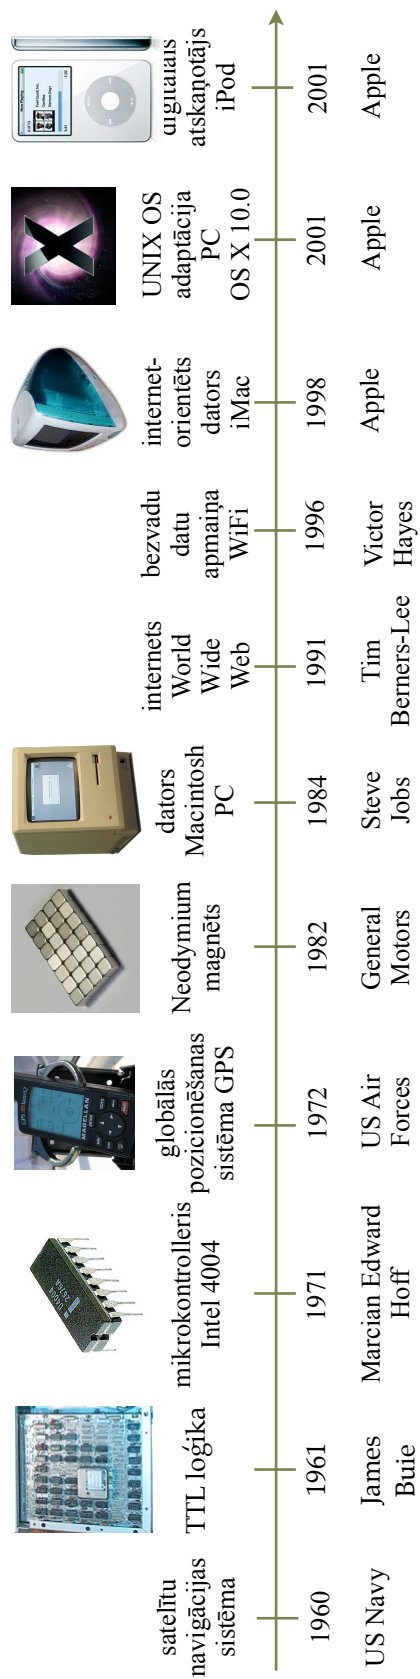 satelītu
navigācijas
sistēma
1960
US Navy
TTL loģika
1961
James
Buie
mikrokontrolleris
Intel 4004
1971
Marcian Edward
Hoff
globālās
pozicionēšanas
sistēma GPS
MAGELLAN
1972
US Air
Forces
Neodymium
magnēts
1982
General
Motors
dators
Macintosh
PC
1984
Steve
Jobs
internets
World
Wide
Web
1991
Tim
Berners-Lee
bezvadu
datu
apmaiņa
WiFi
1996
Victor
Hayes
internet-
orientēts
dators
iMac
1998
Apple
UNIX OS
adaptācija
PC
OS X 10.0
2001
Apple
digitālais
atskaņotājs
iPod
2001
Apple